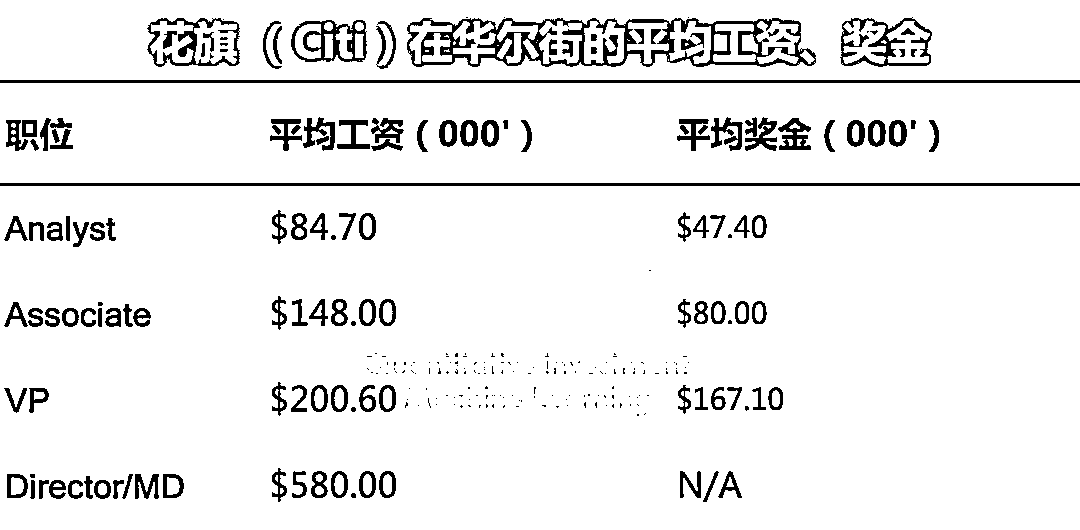 花旗（Citi）在华尔街的平均工资、奖金
职位 平均工资（000'） 平均奖金（000'）
Analyst $84.70 $47.40
Associate $148.00 $80.00
Quantitative Investment
VP $200.60 $167.10
Machine Learning
Director/MD $580.00 N/A